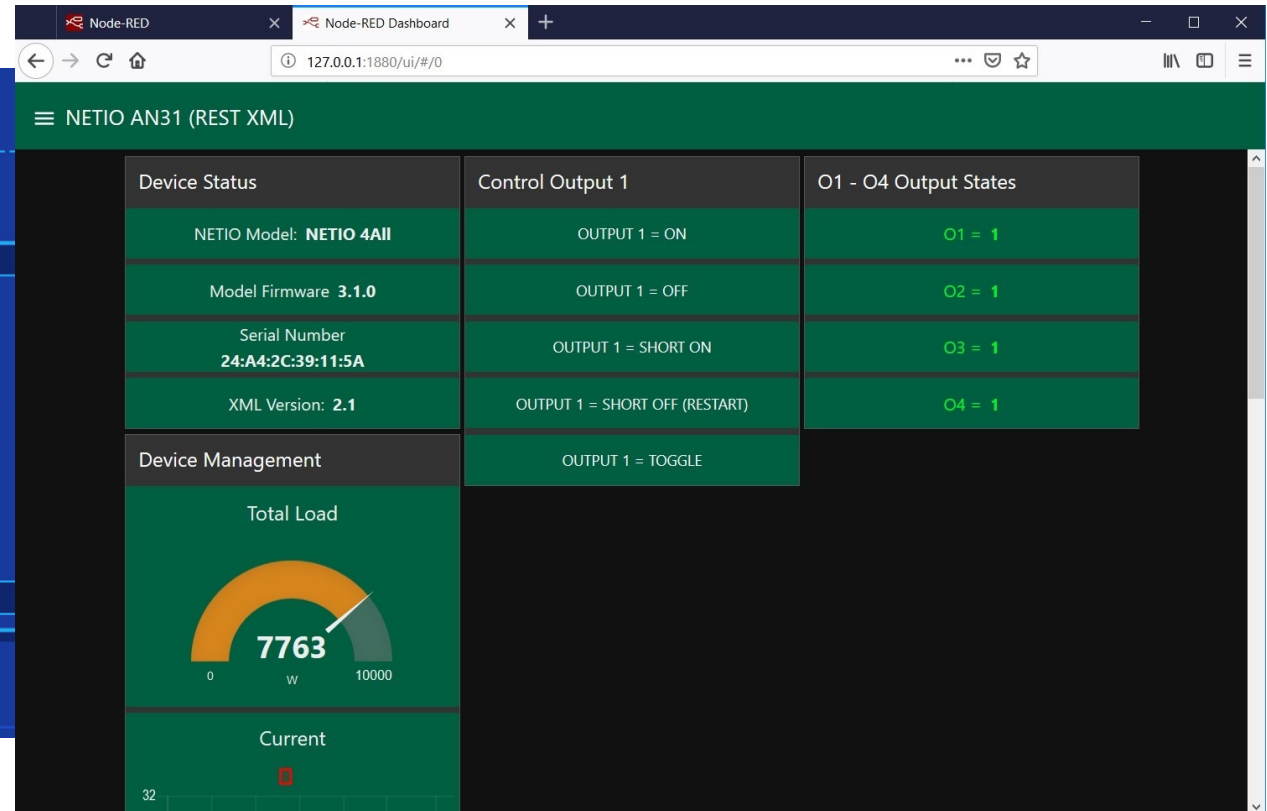 Node-RED
Node-RED Dashboard
127.0.0.1:1880/ui/#/0
NETIO AN31 (REST XML)
Device Status
NETIO Model: NETIO 4All
Model Firmware 3.1.0
Serial Number
24:A4:2C:39:11:5A
XML Version: 2.1
Device Management
Total Load
7763
0
W
10000
Current
32
Control Output 1
OUTPUT 1 = ON
OUTPUT 1 = OFF
OUTPUT 1 = SHORT ON
OUTPUT 1 = SHORT OFF (RESTART)
OUTPUT 1 = TOGGLE
O1 - O4 Output States
O1 = 1
O2 = 1
O3 = 1
O4 = 1